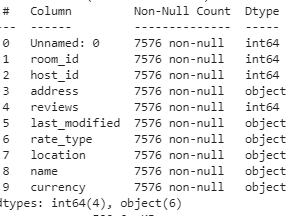 #   Column         Non-Null Count  Dtype
--- ------         --------------  -----
0   Unnamed: 0     7576 non-null   int64
1   room_id        7576 non-null   int64
2   host_id        7576 non-null   int64
3   address        7576 non-null   object
4   reviews        7576 non-null   int64
5   last_modified  7576 non-null   object
6   rate_type      7576 non-null   object
7   location       7576 non-null   object
8   name           7576 non-null   object
9   currency       7576 non-null   object
dtypes: int64(4), object(6)